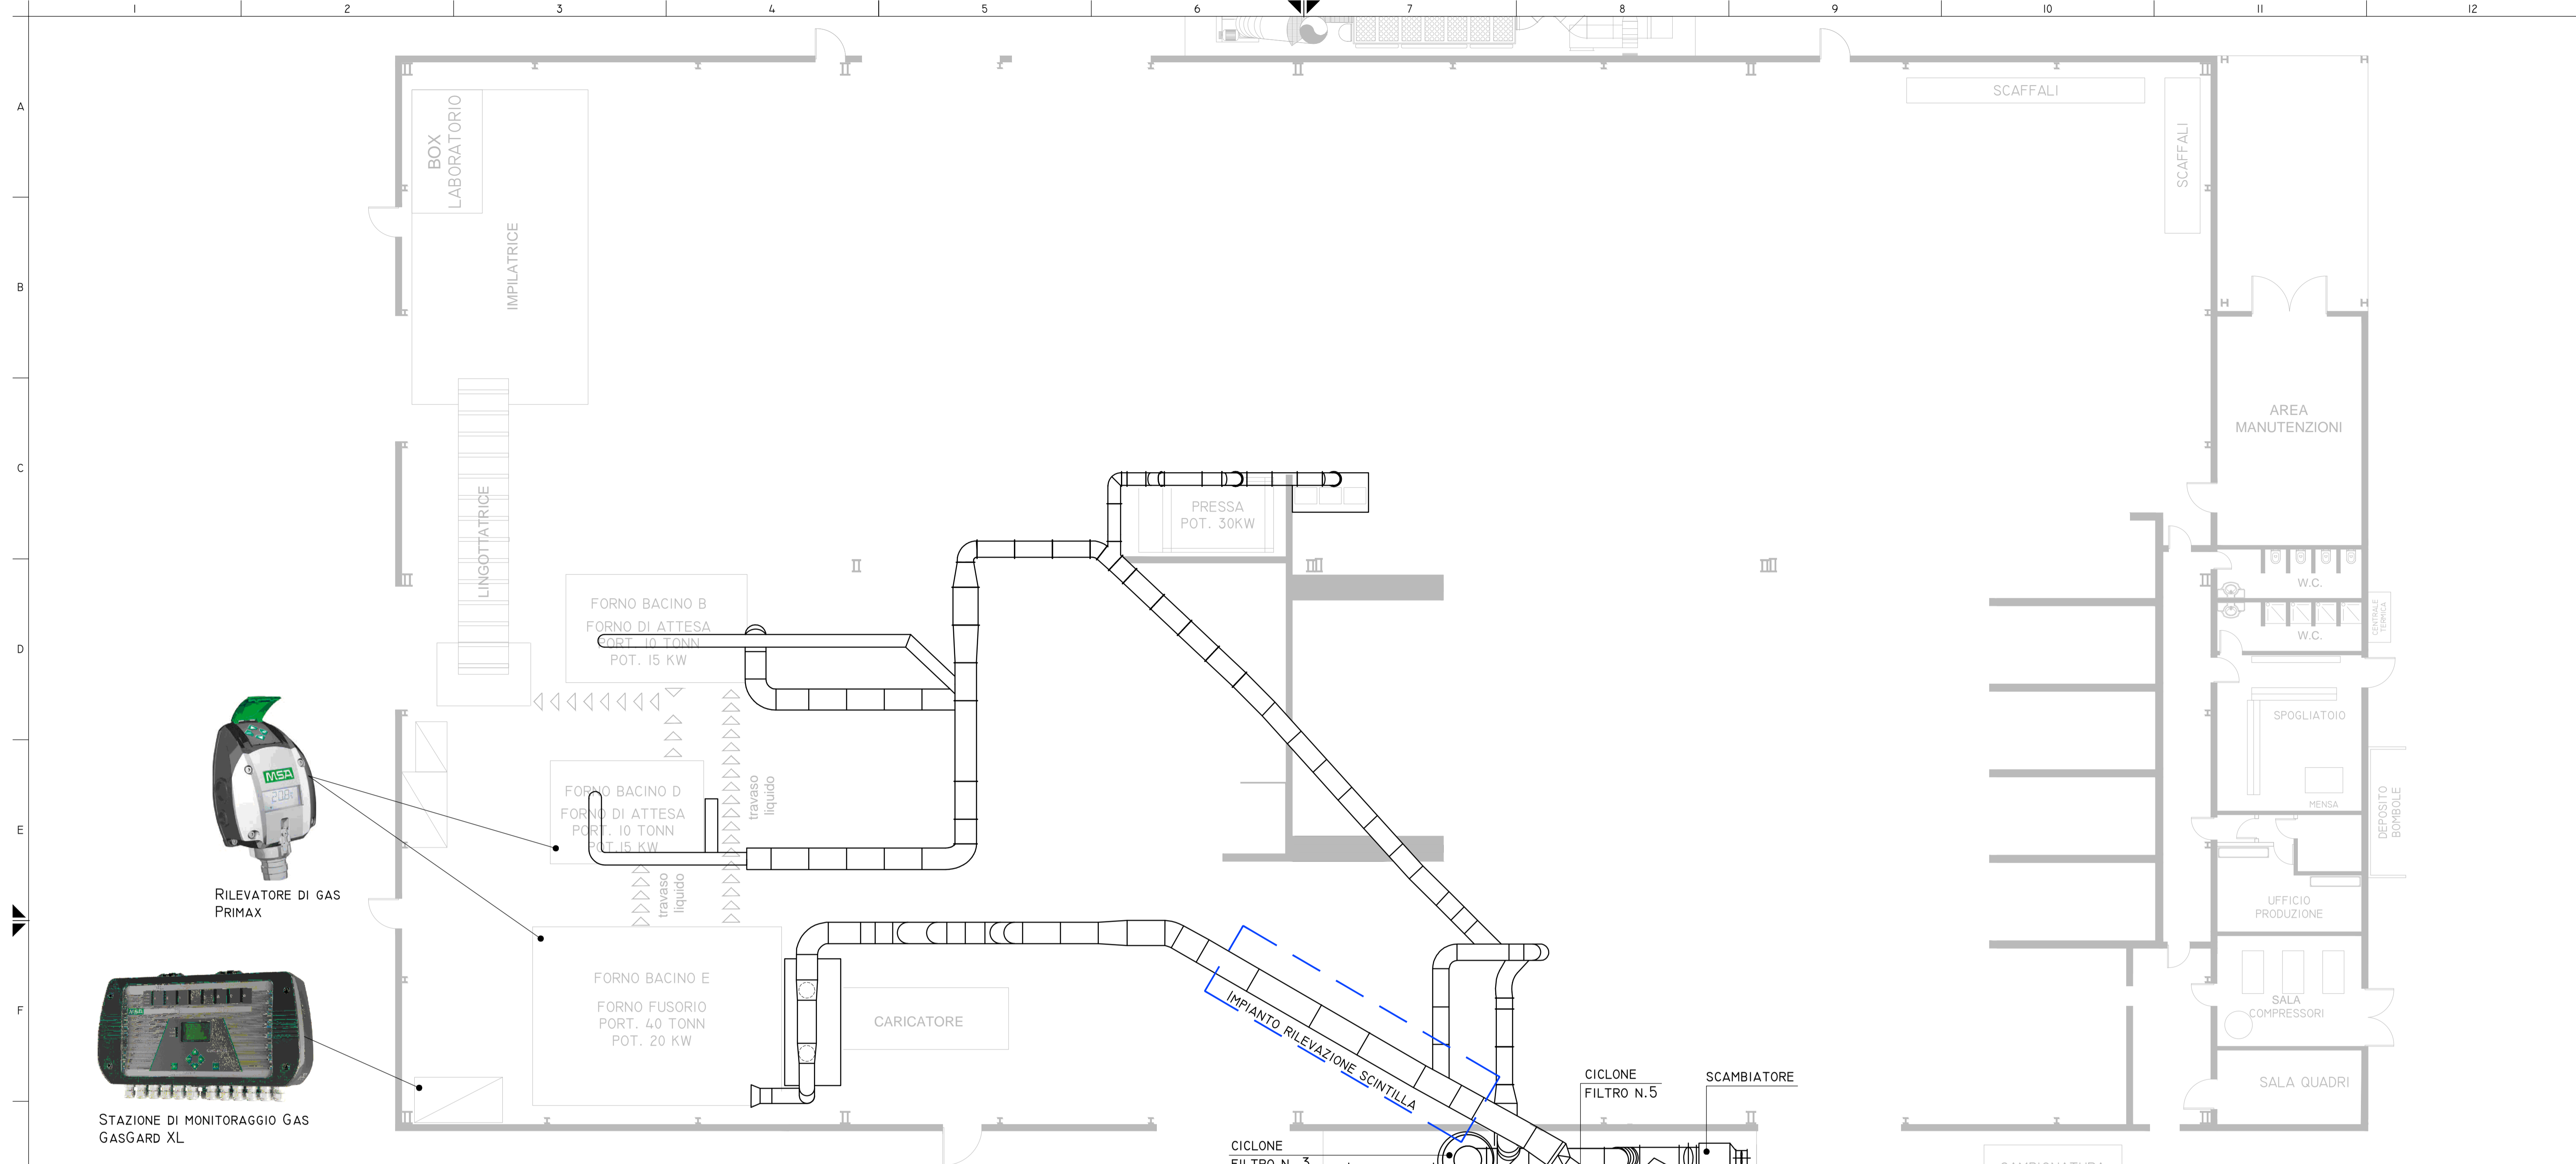 1 2 3 4 5 6 7 8 9 10 11 12
A
B
C
D
E
F
BOX
LABORATORIO
IMPILATRICE
LINGOTTATRICE
SCAFFALI
SCAFFALI
AREA
MANUTENZIONI
PRESSA
POT. 30KW
FORNO BACINO B
FORNO DI ATTESA
PORT. 10 TONN
POT. 15 KW
W.C.
W.C.
CENTRALE
TERMICA
SPOGLIATOIO
MENSA
DEPOSITO
BOMBOLE
MSA
FORNO BACINO D
FORNO DI ATTESA
PORT. 10 TONN
POT.15 KW
travaso
liquido
travaso
liquido
RILEVATORE DI GAS
PRIMAX
UFFICIO
PRODUZIONE
FORNO BACINO E
FORNO FUSORIO
PORT. 40 TONN
POT. 20 KW
CARICATORE
IMPIANTO RILEVAZIONE SCINTILLA
SALA
COMPRESSORI
SALA QUADRI
CICLONE
FILTRO N.5
SCAMBIATORE
STAZIONE DI MONITORAGGIO GAS
GASGARD XL
CICLONE
FILTRO N. 3